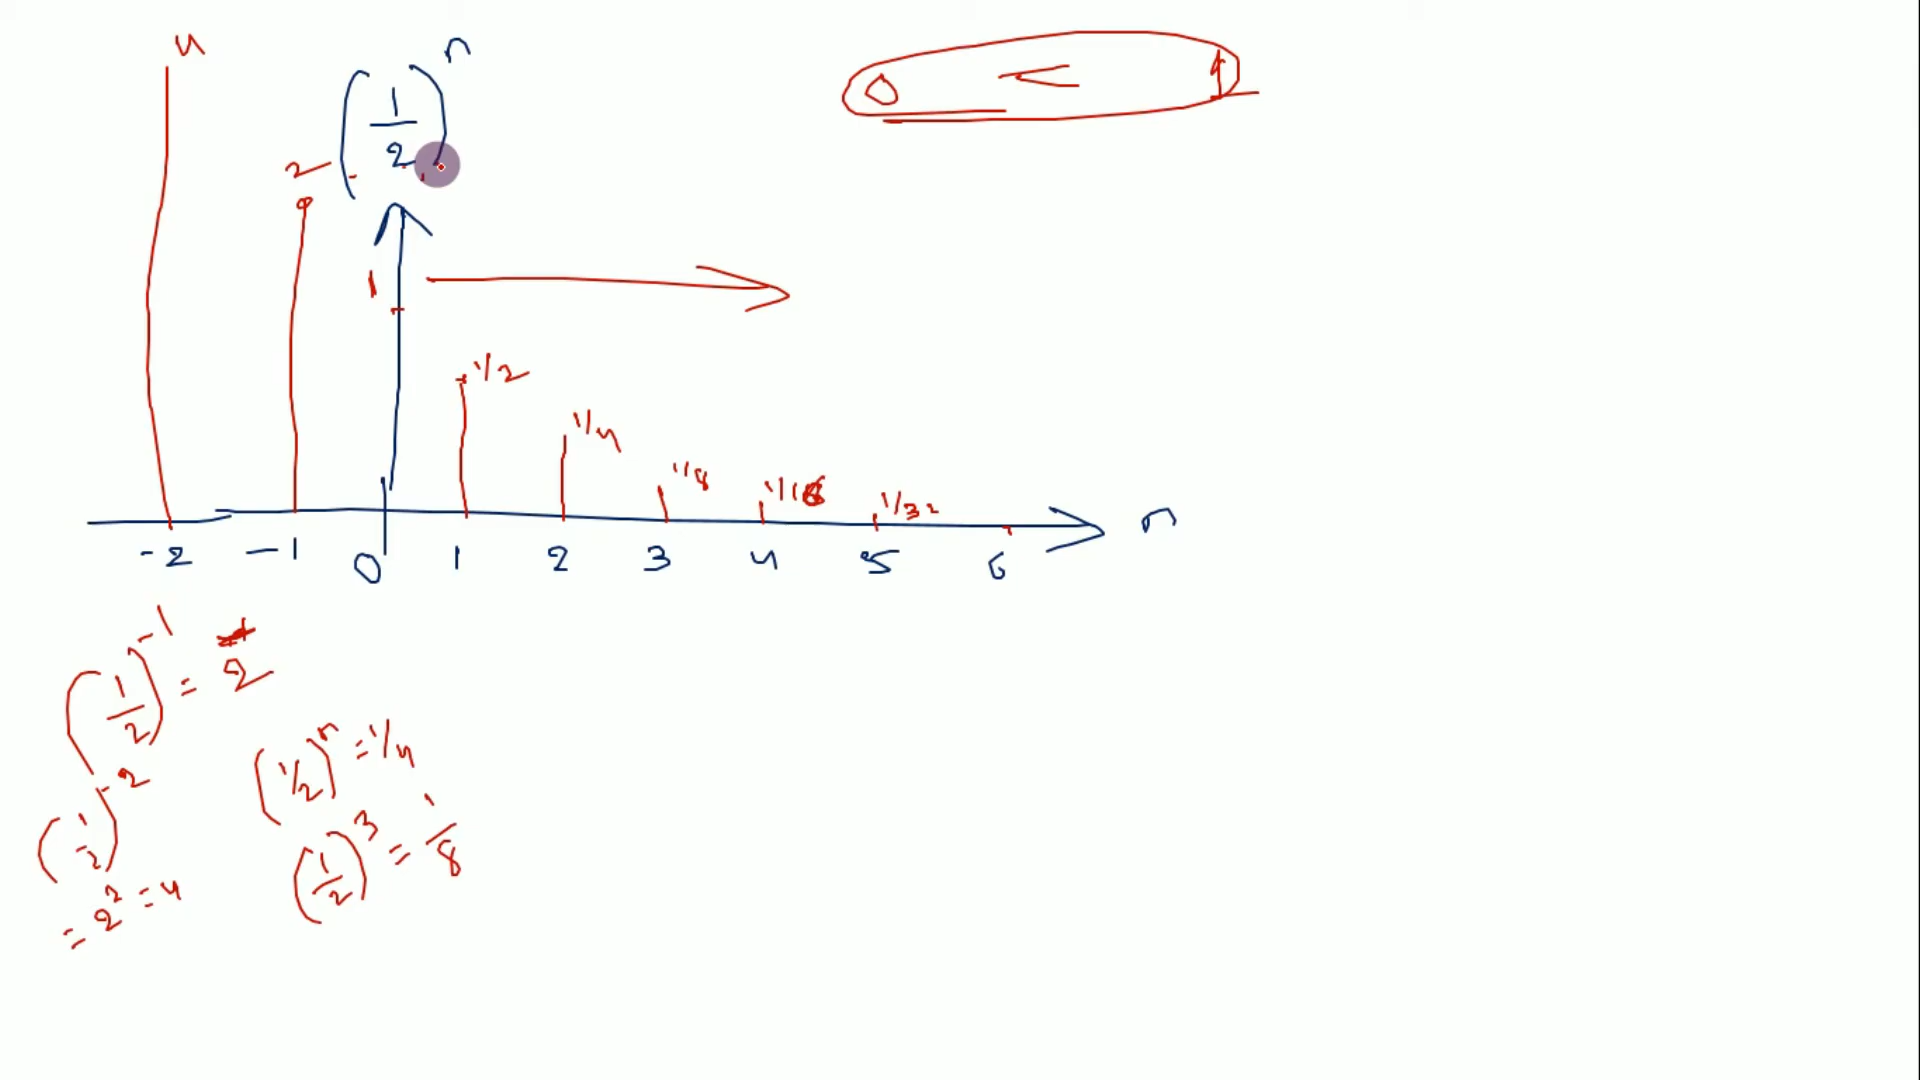 4
(1/2)^n
0 < 1
2
1
1/2
1/4
1/8
1/16
1/32
n
-2 -1 0 1 2 3 4 5 6
(1/2)^-1 = 2
(1/2)^n = 1/4
(1/2)^-2
= 2^2 = 4
(1/2)^3 = 1/8